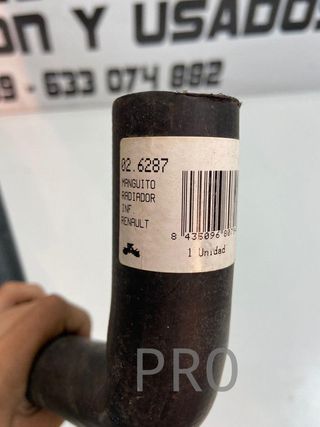 ON Y USADOS
9 - 633 074 882
02.6287
MANGUITO
RADIADOR
INF
RENAULT
1 Unidad
PRO